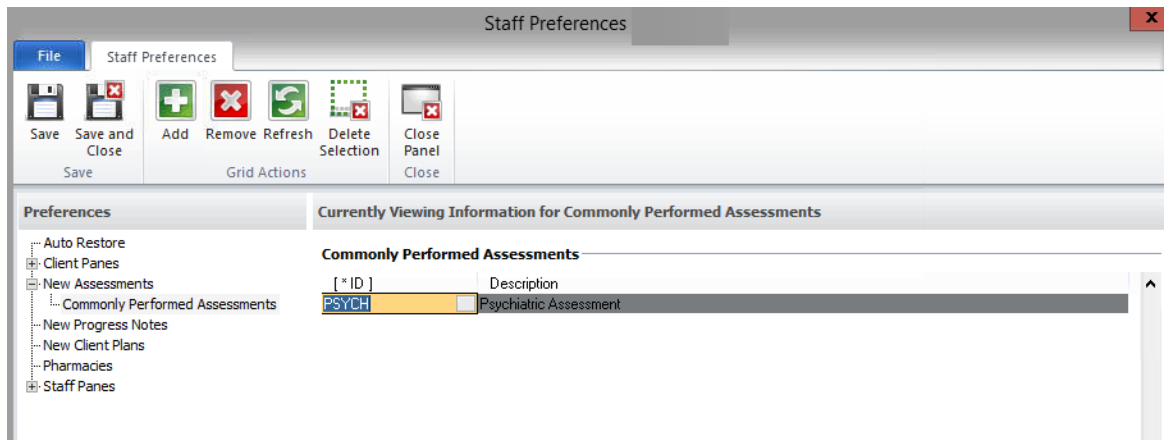 Staff Preferences
x
File Staff Preferences
Save Save and Close Add Remove Refresh Delete Selection Close Panel
Save Grid Actions Close
Preferences Currently Viewing Information for Commonly Performed Assessments
Auto Restore
Client Panes
New Assessments
Commonly Performed Assessments
New Progress Notes
New Client Plans
Pharmacies
Staff Panes
Commonly Performed Assessments
[ * ID ] Description
PSYCH Psychiatric Assessment